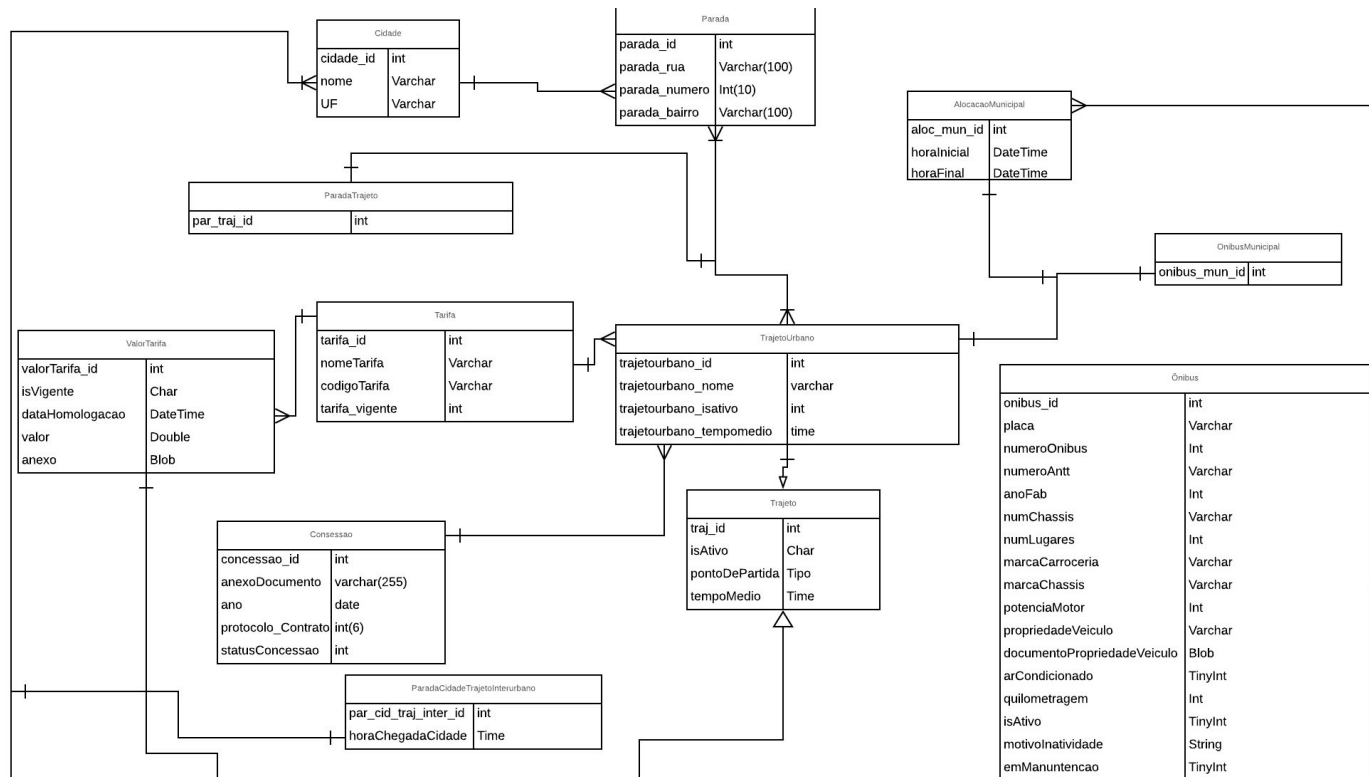 Cidade
cidade_id int
nome Varchar
UF Varchar
Parada
parada_id int
parada_rua Varchar(100)
parada_numero Int(10)
parada_bairro Varchar(100)
AlocacaoMunicipal
aloc_mun_id int
horaInicial DateTime
horaFinal DateTime
ParadaTrajeto
par_traj_id int
OnibusMunicipal
onibus_mun_id int
ValorTarifa
valorTarifa_id int
isVigente Char
dataHomologacao DateTime
valor Double
anexo Blob
Tarifa
tarifa_id int
nomeTarifa Varchar
codigoTarifa Varchar
tarifa_vigente int
TrajetoUrbano
trajetourbano_id int
trajetourbano_nome varchar
trajetourbano_isativo int
trajetourbano_tempomedio time
Ônibus
onibus_id int
placa Varchar
numeroOnibus Int
numeroAntt Varchar
anoFab Int
numChassis Varchar
numLugares Int
marcaCarroceria Varchar
marcaChassis Varchar
potenciaMotor Int
propriedadeVeiculo Varchar
documentoPropriedadeVeiculo Blob
arCondicionado TinyInt
quilometragem Int
isAtivo TinyInt
motivoInatividade String
emManuntencao TinyInt
Consessao
concessao_id int
anexoDocumento varchar(255)
ano date
protocolo_Contrato int(6)
statusConcessao int
Trajeto
traj_id int
isAtivo Char
pontoDePartida Tipo
tempoMedio Time
ParadaCidadeTrajetoInterurbano
par_cid_traj_inter_id int
horaChegadaCidade Time